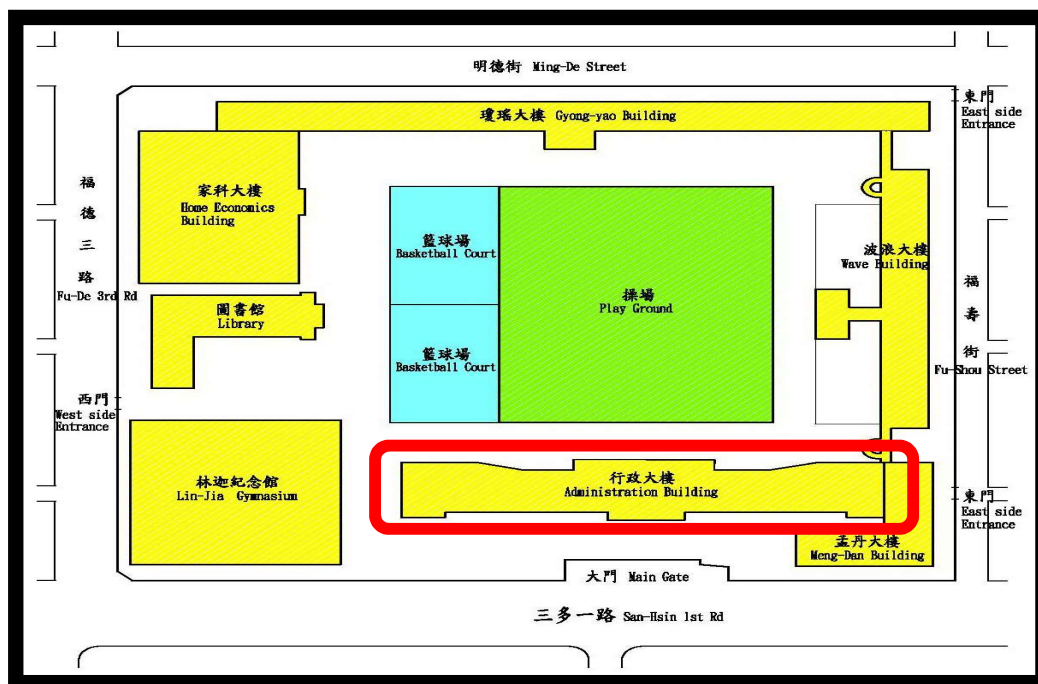 明德街 Ming-De Street
東門
East side
Entrance
瓊瑤大樓 Gyong-yao Building
福德三路
Fu-De 3rd Rd
家科大樓
Home Economics
Building
籃球場
Basketball Court
操場
Play Ground
波浪大樓
Wave Building
福壽街
Fu-Shou Street
圖書館
Library
籃球場
Basketball Court
西門
West side
Entrance
林迦紀念館
Lin-Jia Gymnasium
行政大樓
Administration Building
東門
East side
Entrance
孟丹大樓
Meng-Dan Building
大門 Main Gate
三多一路 San-Hsin 1st Rd